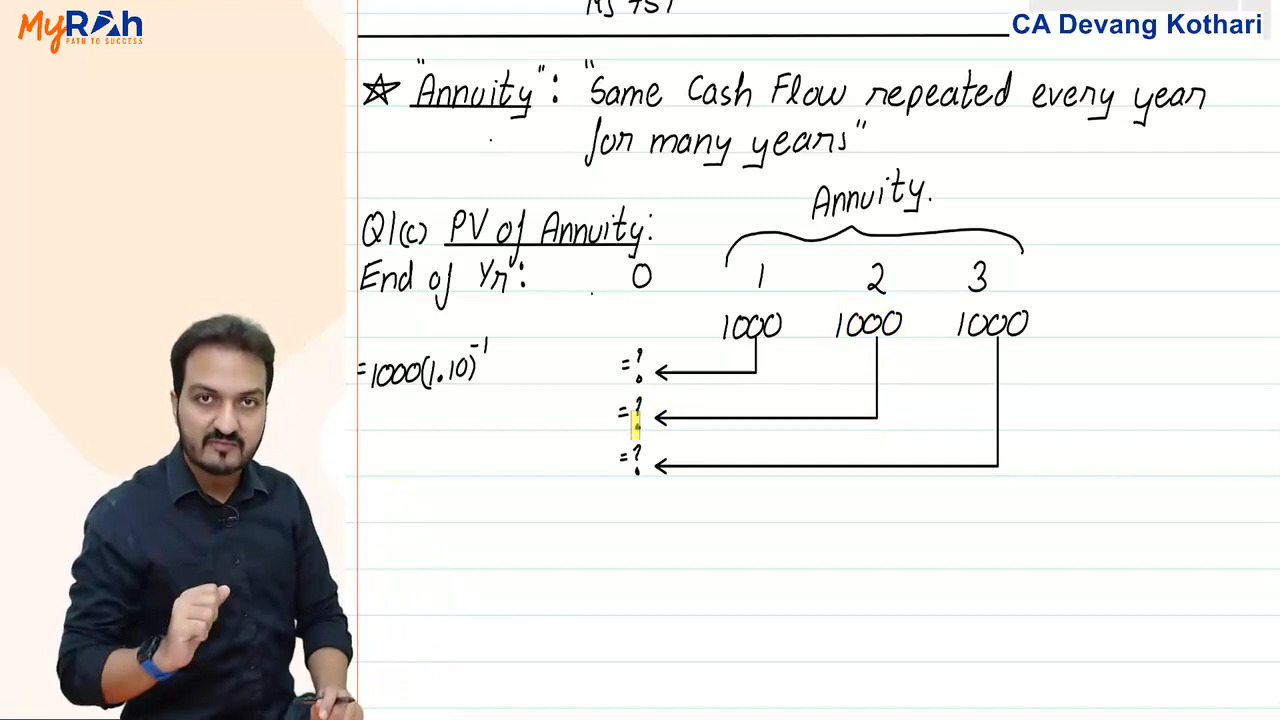 MyRAh
PATH TO SUCCESS
CA Devang Kothari
☆ "Annuity": "Same Cash Flow repeated every year
for many years"
Annuity.
Q1(c) PV of Annuity:
End of Yr: 0 1 2 3
1000 1000 1000
=1000(1.10)⁻¹ =?
=?
=?